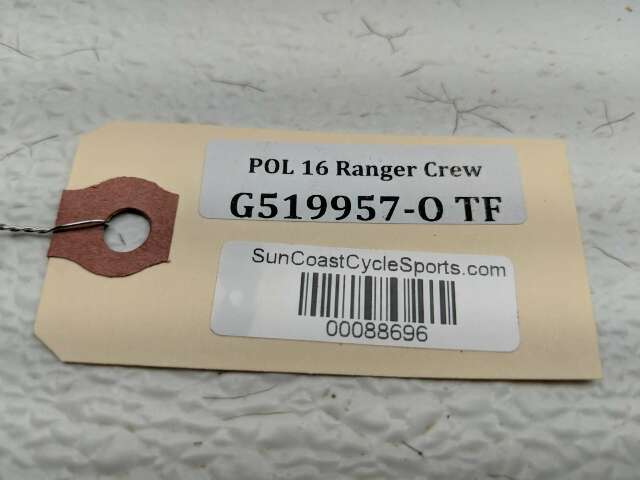 POL 16 Ranger Crew
G519957-O TF
SunCoastCycleSports.com
00088696